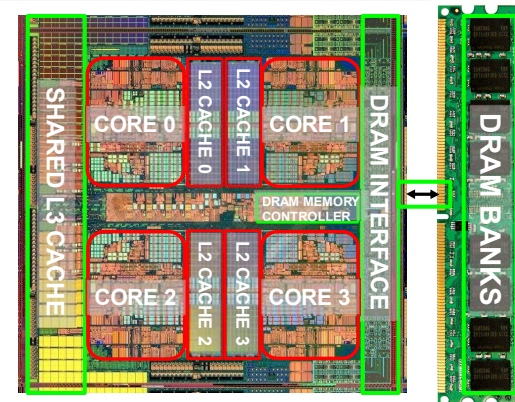 SHARED L3 CACHE
CORE 0
L2 CACHE 0
L2 CACHE 1
CORE 1
DRAM INTERFACE
DRAM BANKS
DRAM MEMORY
CONTROLLER
CORE 2
L2 CACHE 2
L2 CACHE 3
CORE 3